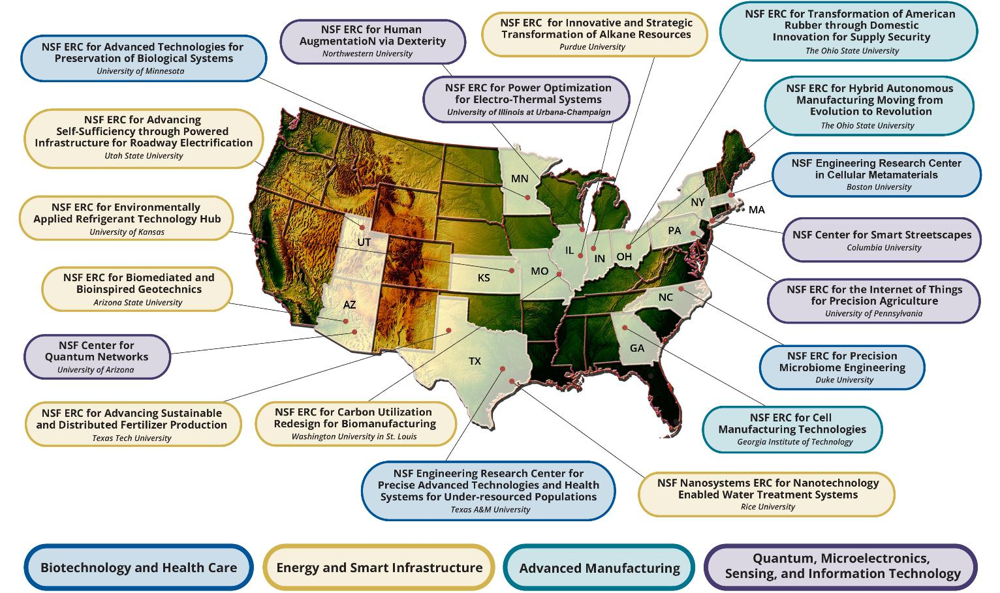 NSF ERC for Advanced Technologies for
Preservation of Biological Systems
University of Minnesota
NSF ERC for Human
AugmentatioN via Dexterity
Northwestern University
NSF ERC for Innovative and Strategic
Transformation of Alkane Resources
Purdue University
NSF ERC for Transformation of American
Rubber through Domestic
Innovation for Supply Security
The Ohio State University
NSF ERC for Power Optimization
for Electro-Thermal Systems
University of Illinois at Urbana-Champaign
NSF ERC for Hybrid Autonomous
Manufacturing Moving from
Evolution to Revolution
The Ohio State University
NSF ERC for Advancing
Self-Sufficiency through Powered
Infrastructure for Roadway Electrification
Utah State University
NSF Engineering Research Center
in Cellular Metamaterials
Boston University
NSF ERC for Environmentally
Applied Refrigerant Technology Hub
University of Kansas
NSF Center for Smart Streetscapes
Columbia University
NSF ERC for Biomediated and
Bioinspired Geotechnics
Arizona State University
NSF ERC for the Internet of Things
for Precision Agriculture
University of Pennsylvania
NSF Center for
Quantum Networks
University of Arizona
NSF ERC for Precision
Microbiome Engineering
Duke University
NSF ERC for Advancing Sustainable
and Distributed Fertilizer Production
Texas Tech University
NSF ERC for Carbon Utilization
Redesign for Biomanufacturing
Washington University in St. Louis
NSF ERC for Cell
Manufacturing Technologies
Georgia Institute of Technology
NSF Engineering Research Center for
Precise Advanced Technologies and Health
Systems for Under-resourced Populations
Texas A&M University
NSF Nanosystems ERC for Nanotechnology
Enabled Water Treatment Systems
Rice University
MN
NY
MA
PA
UT
IL
IN
OH
KS
MO
AZ
NC
TX
GA
Biotechnology and Health Care
Energy and Smart Infrastructure
Advanced Manufacturing
Quantum, Microelectronics,
Sensing, and Information Technology